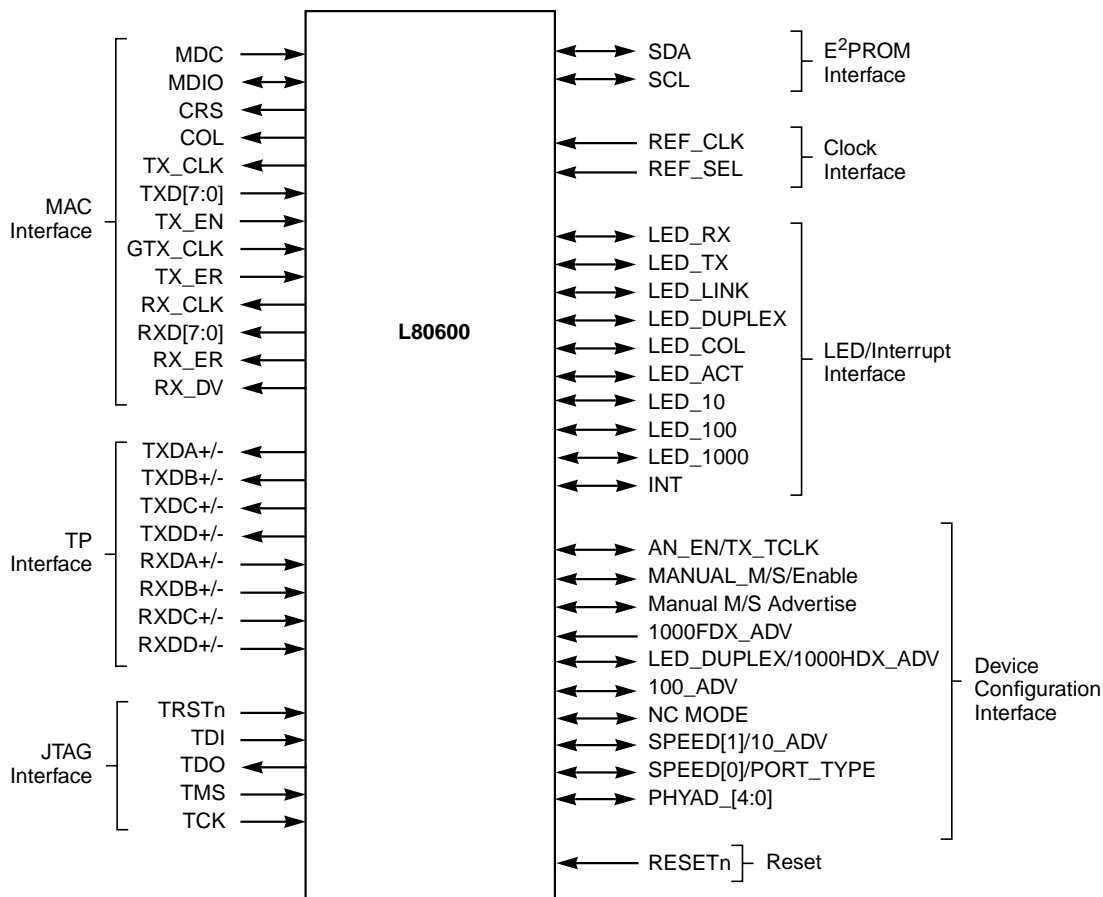 MDC
MDIO
CRS
COL
TX_CLK
TXD[7:0]
TX_EN
GTX_CLK
TX_ER
RX_CLK
RXD[7:0]
RX_ER
RX_DV
MAC
Interface
TXDA+/-
TXDB+/-
TXDC+/-
TXDD+/-
RXDA+/-
RXDB+/-
RXDC+/-
RXDD+/-
TP
Interface
TRSTn
TDI
TDO
TMS
TCK
JTAG
Interface
L80600
SDA
SCL
E²PROM
Interface
REF_CLK
REF_SEL
Clock
Interface
LED_RX
LED_TX
LED_LINK
LED_DUPLEX
LED_COL
LED_ACT
LED_10
LED_100
LED_1000
INT
LED/Interrupt
Interface
AN_EN/TX_TCLK
MANUAL_M/S/Enable
Manual M/S Advertise
1000FDX_ADV
LED_DUPLEX/1000HDX_ADV
100_ADV
NC MODE
SPEED[1]/10_ADV
SPEED[0]/PORT_TYPE
PHYAD_[4:0]
Device
Configuration
Interface
RESETn
Reset